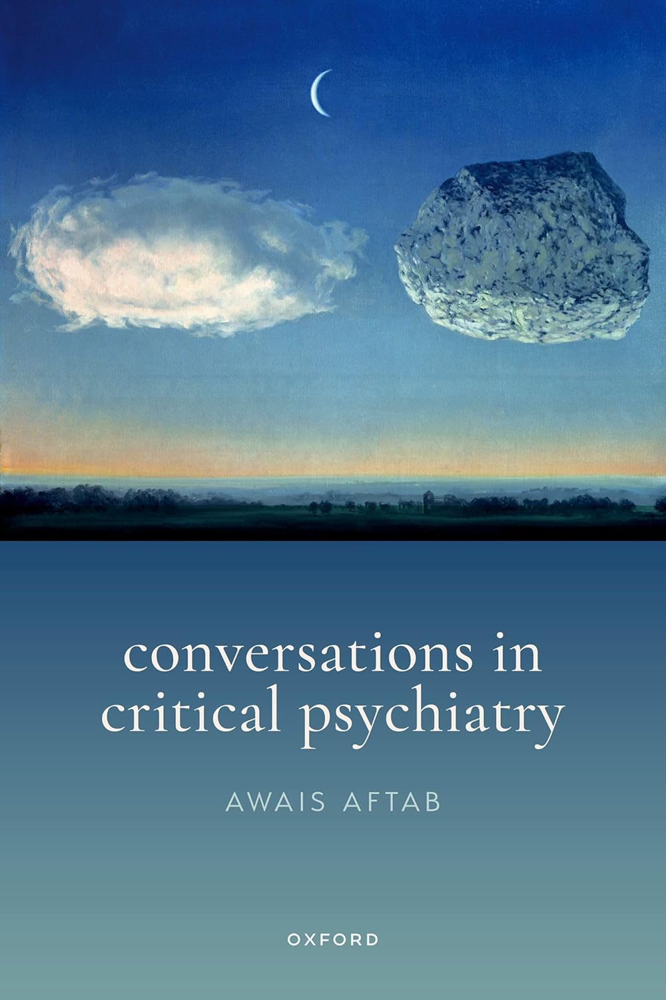 conversations in
critical psychiatry
AWAIS AFTAB
OXFORD